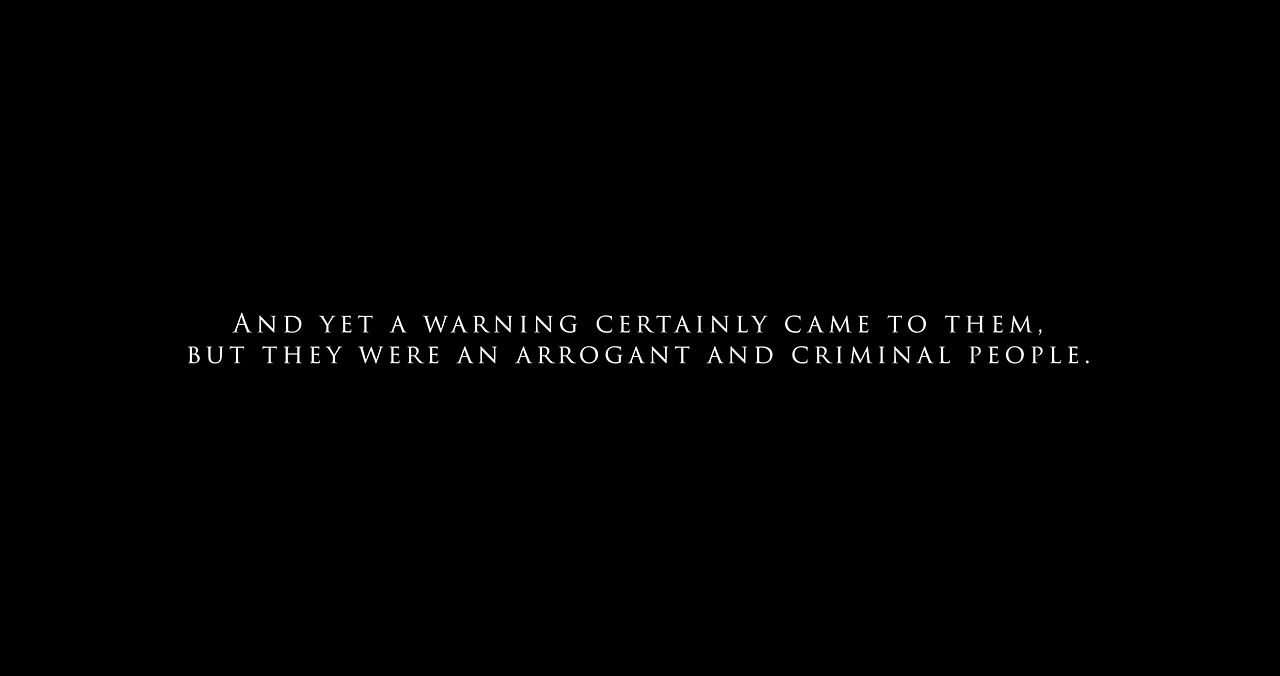 And yet a warning certainly came to them,
but they were an arrogant and criminal people.